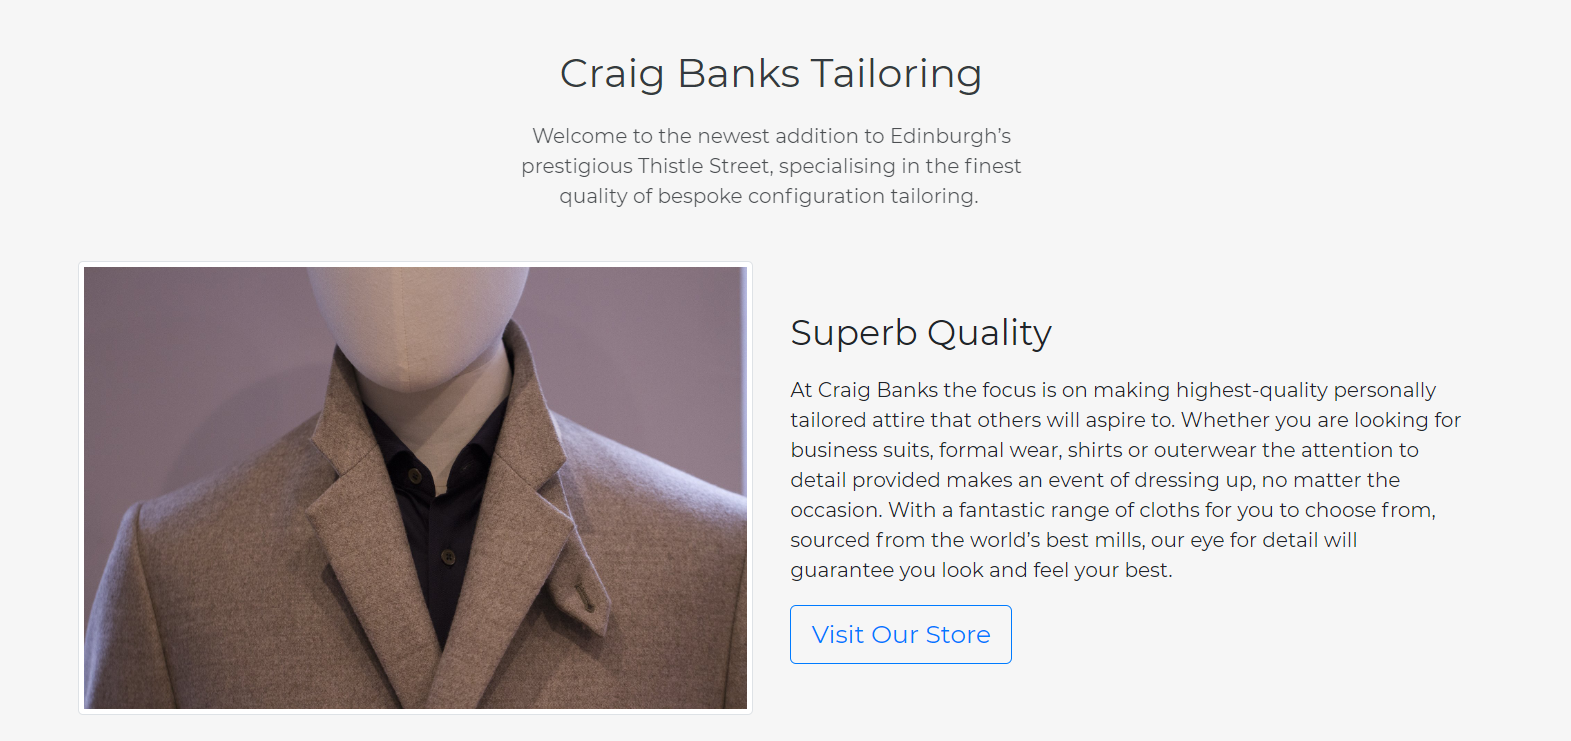 Craig Banks Tailoring
Welcome to the newest addition to Edinburgh’s
prestigious Thistle Street, specialising in the finest
quality of bespoke configuration tailoring.
Superb Quality
At Craig Banks the focus is on making highest-quality personally
tailored attire that others will aspire to. Whether you are looking for
business suits, formal wear, shirts or outerwear the attention to
detail provided makes an event of dressing up, no matter the
occasion. With a fantastic range of cloths for you to choose from,
sourced from the world’s best mills, our eye for detail will
guarantee you look and feel your best.
Visit Our Store